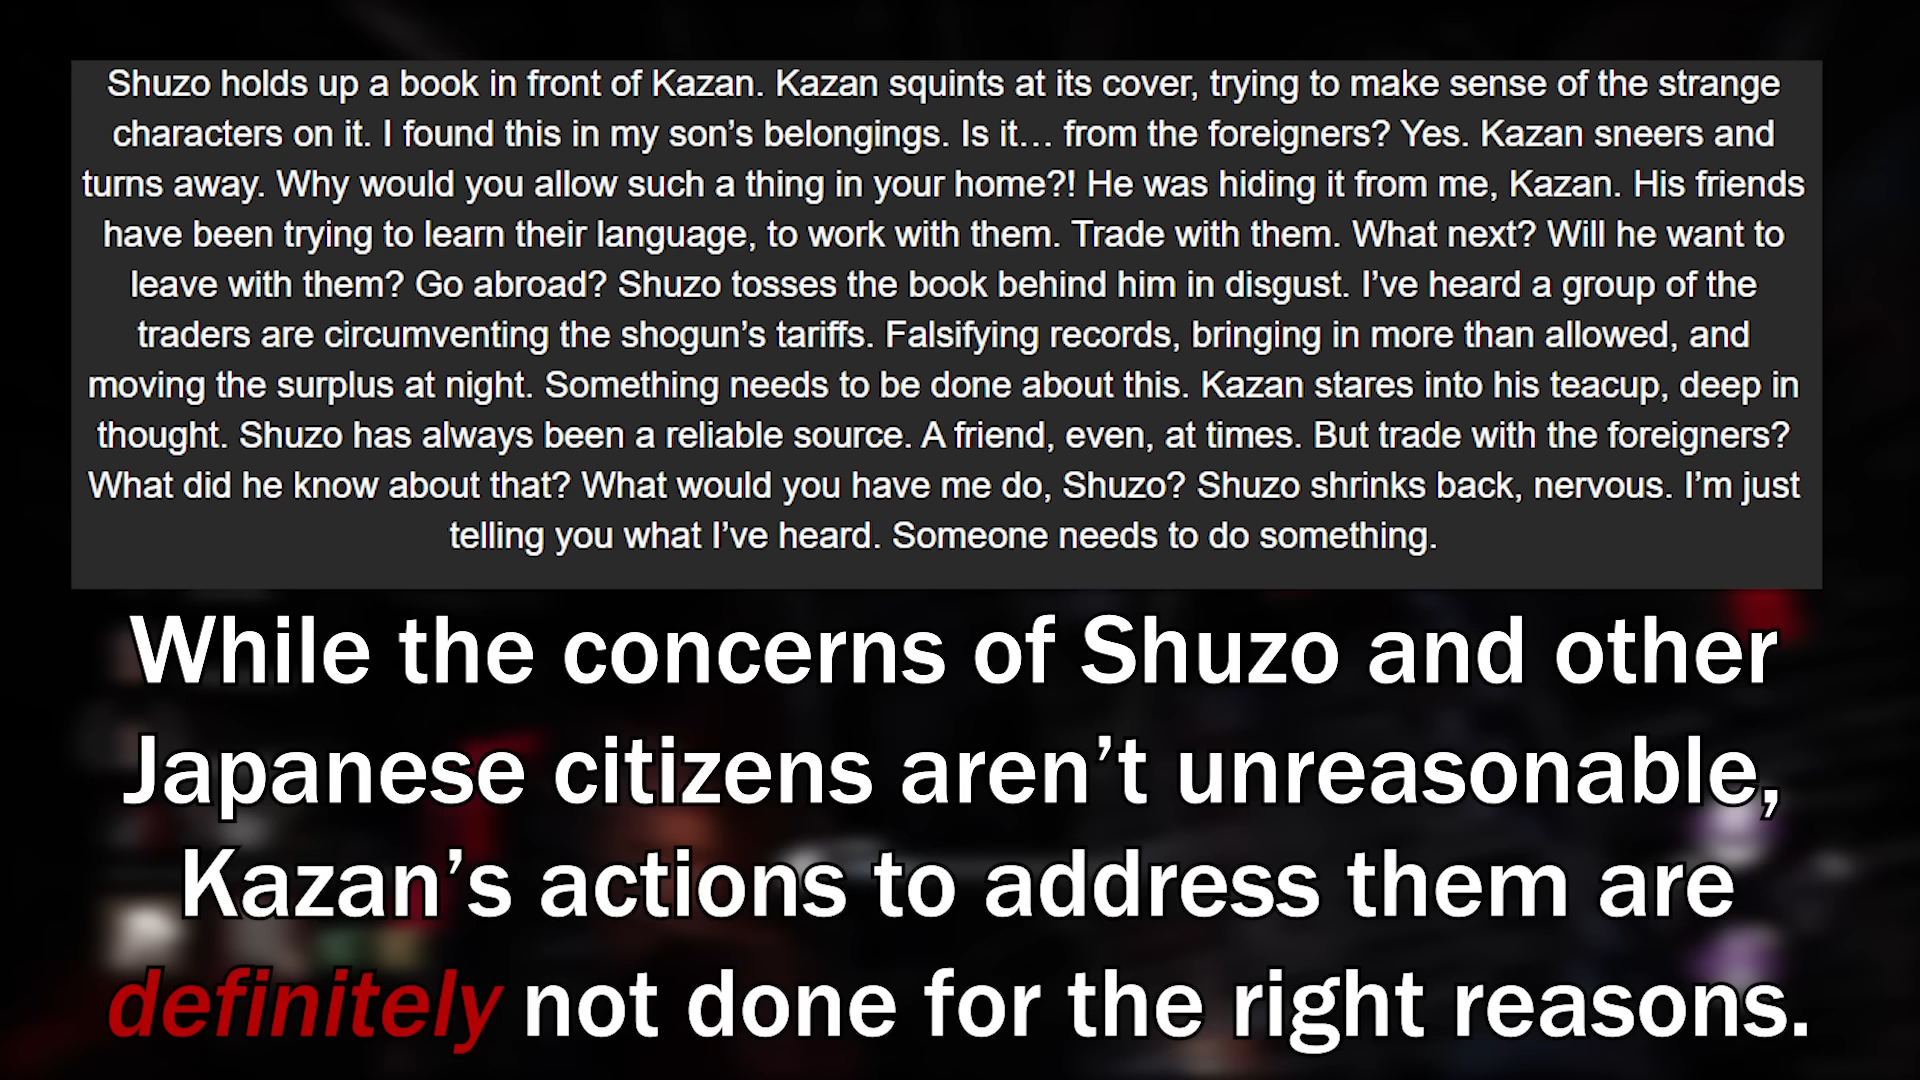 Shuzo holds up a book in front of Kazan. Kazan squints at its cover, trying to make sense of the strange
characters on it. I found this in my son’s belongings. Is it… from the foreigners? Yes. Kazan sneers and
turns away. Why would you allow such a thing in your home?! He was hiding it from me, Kazan. His friends
have been trying to learn their language, to work with them. Trade with them. What next? Will he want to
leave with them? Go abroad? Shuzo tosses the book behind him in disgust. I’ve heard a group of the
traders are circumventing the shogun’s tariffs. Falsifying records, bringing in more than allowed, and
moving the surplus at night. Something needs to be done about this. Kazan stares into his teacup, deep in
thought. Shuzo has always been a reliable source. A friend, even, at times. But trade with the foreigners?
What did he know about that? What would you have me do, Shuzo? Shuzo shrinks back, nervous. I’m just
telling you what I’ve heard. Someone needs to do something.
While the concerns of Shuzo and other
Japanese citizens aren’t unreasonable,
Kazan’s actions to address them are
definitely not done for the right reasons.